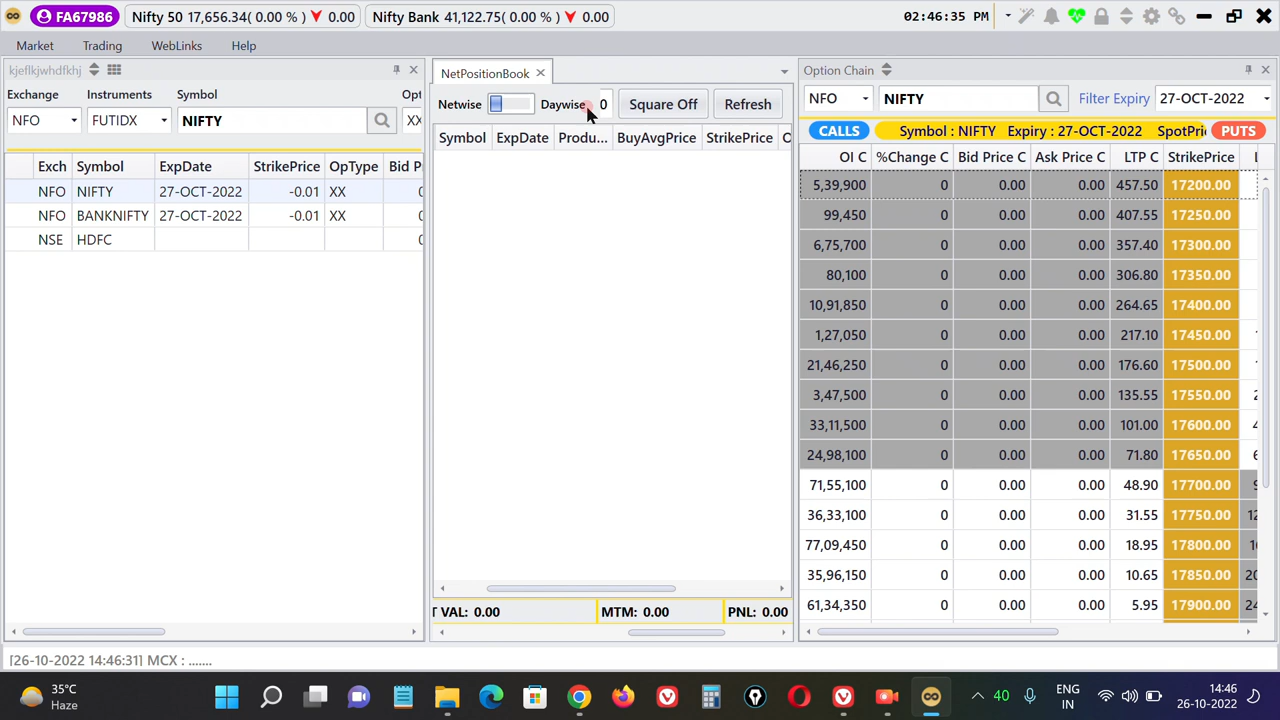 FA67986 Nifty 50 17,656.34( 0.00 % ) 0.00 Nifty Bank 41,122.75( 0.00 % ) 0.00 02:46:35 PM
Market Trading WebLinks Help
kjeflkjwhdfkhj
Exchange Instruments Symbol
NFO FUTIDX NIFTY XX
Exch Symbol ExpDate StrikePrice OpType
NFO NIFTY 27-OCT-2022 -0.01 XX
NFO BANKNIFTY 27-OCT-2022 -0.01 XX
NSE HDFC
NetPositionBook
Netwise Daywise 0 Square Off Refresh
Symbol ExpDate Produ... BuyAvgPrice StrikePrice
T VAL: 0.00 MTM: 0.00 PNL: 0.00
Option Chain
NFO NIFTY Filter Expiry 27-OCT-2022
CALLS Symbol : NIFTY Expiry : 27-OCT-2022 PUTS
OI C %Change C Bid Price C Ask Price C LTP C StrikePrice
5,39,900 0 0.00 0.00 457.50 17200.00
99,450 0 0.00 0.00 407.55 17250.00
6,75,700 0 0.00 0.00 357.40 17300.00
80,100 0 0.00 0.00 306.80 17350.00
10,91,850 0 0.00 0.00 264.65 17400.00
1,27,050 0 0.00 0.00 217.10 17450.00
21,46,250 0 0.00 0.00 176.60 17500.00
3,47,500 0 0.00 0.00 135.55 17550.00
33,11,500 0 0.00 0.00 101.00 17600.00
24,98,100 0 0.00 0.00 71.80 17650.00
71,55,100 0 0.00 0.00 48.90 17700.00
36,33,100 0 0.00 0.00 31.55 17750.00
77,09,450 0 0.00 0.00 18.95 17800.00
35,96,150 0 0.00 0.00 10.65 17850.00
61,34,350 0 0.00 0.00 5.95 17900.00
[26-10-2022 14:46:31] MCX : .......
35°C
Haze
40 ENG
IN
14:46
26-10-2022